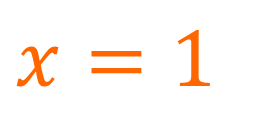 x = 1